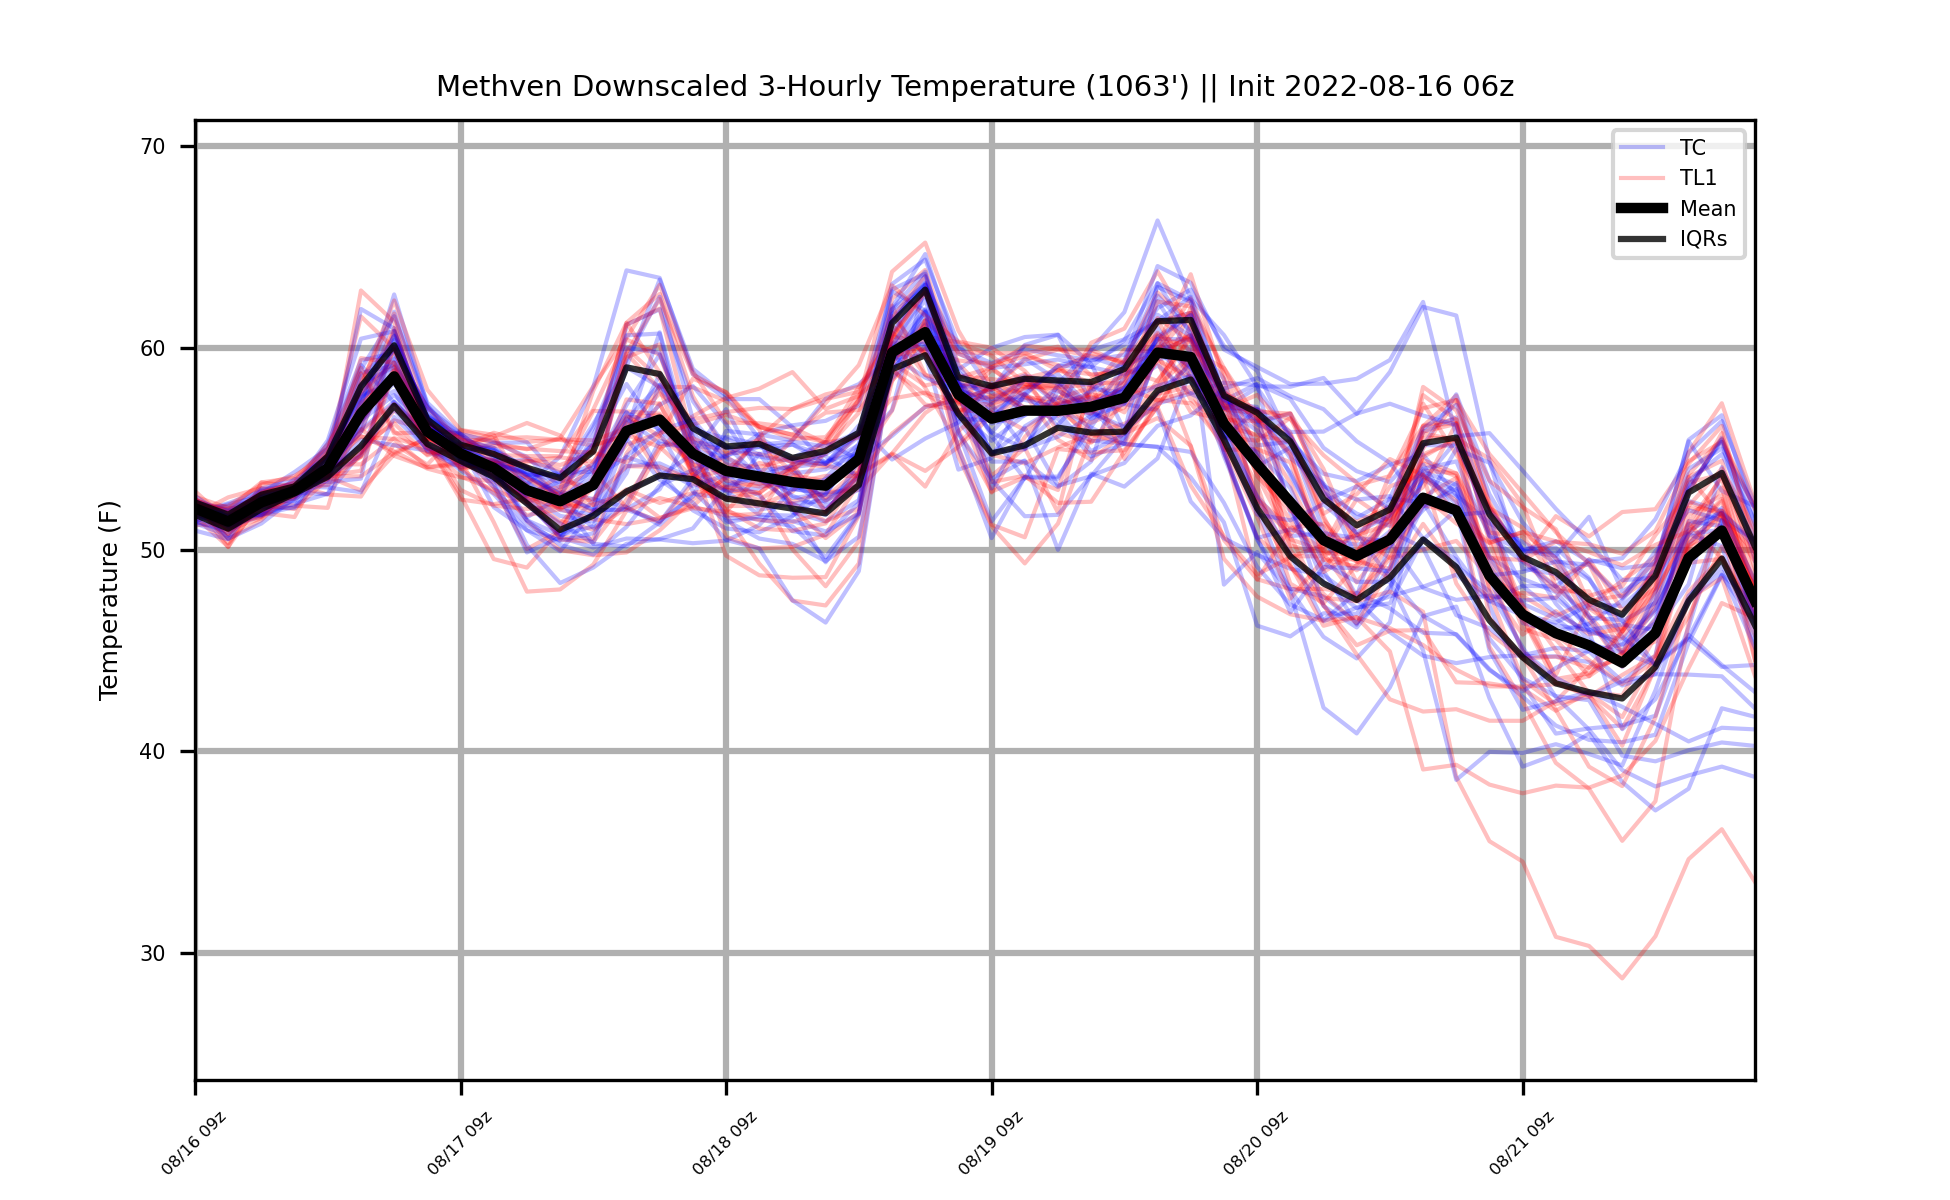 Methven Downscaled 3-Hourly Temperature (1063') || Init 2022-08-16 06z
TC
TL1
Mean
IQRs
Temperature (F)
70
60
50
40
30
08/16 09z
08/17 09z
08/18 09z
08/19 09z
08/20 09z
08/21 09z